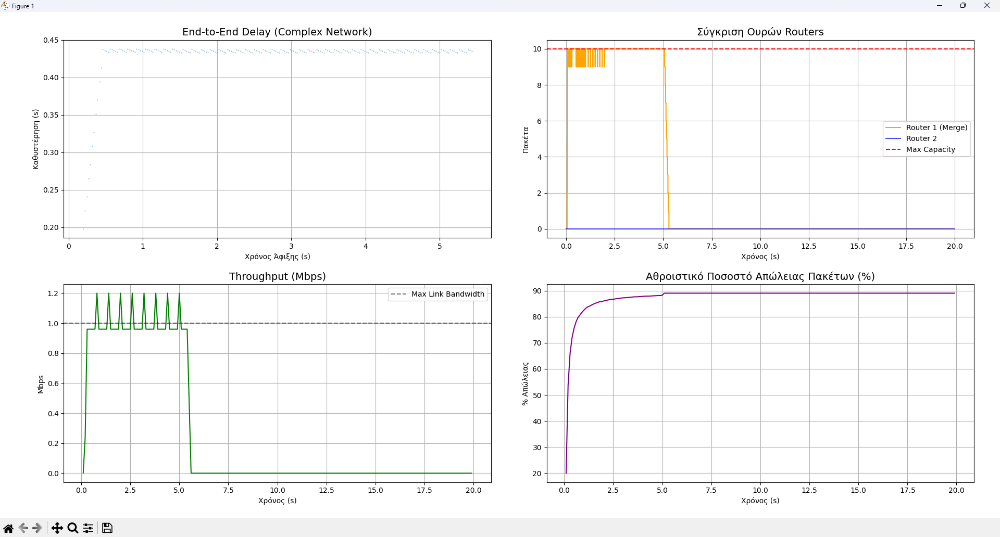 Figure 1
End-to-End Delay (Complex Network)
0.45
0.40
0.35
0.30
0.25
0.20
Καθυστέρηση (s)
0 1 2 3 4 5
Χρόνος Άφιξης (s)
Σύγκριση Ουρών Routers
10
8
6
4
2
0
Πακέτα
Router 1 (Merge)
Router 2
Max Capacity
0.0 2.5 5.0 7.5 10.0 12.5 15.0 17.5 20.0
Χρόνος (s)
Throughput (Mbps)
1.2
1.0
0.8
0.6
0.4
0.2
0.0
Mbps
Max Link Bandwidth
0.0 2.5 5.0 7.5 10.0 12.5 15.0 17.5 20.0
Χρόνος (s)
Αθροιστικό Ποσοστό Απώλειας Πακέτων (%)
90
80
70
60
50
40
30
20
% Απώλειας
0.0 2.5 5.0 7.5 10.0 12.5 15.0 17.5 20.0
Χρόνος (s)